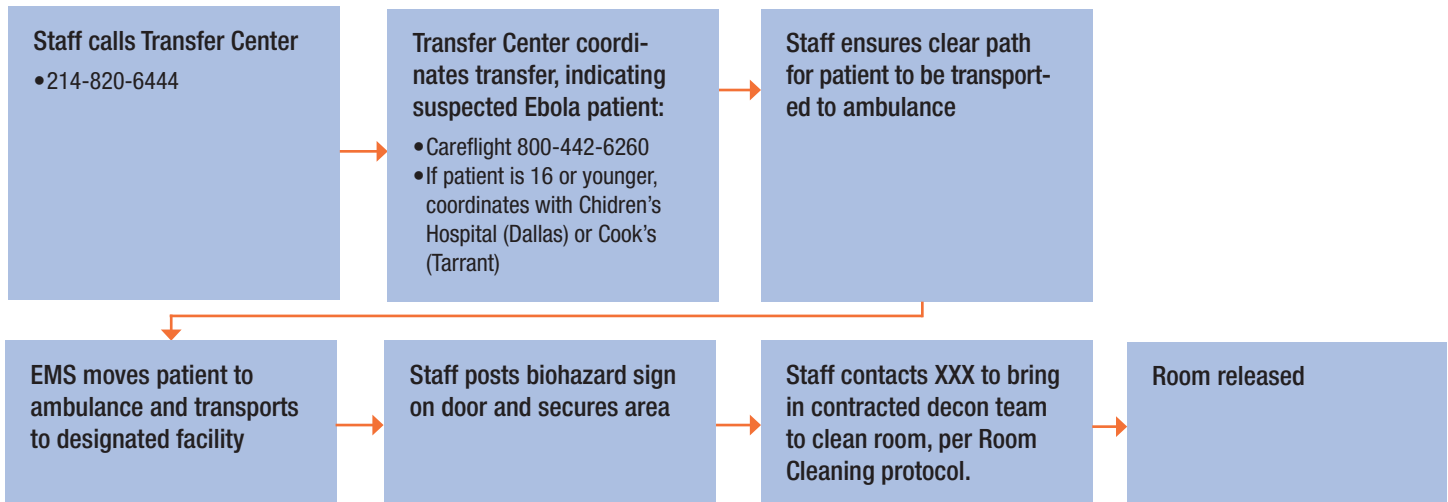 Staff calls Transfer Center
•214-820-6444
Transfer Center coordi-
nates transfer, indicating
suspected Ebola patient:
•Careflight 800-442-6260
•If patient is 16 or younger,
coordinates with Chidren’s
Hospital (Dallas) or Cook’s
(Tarrant)
Staff ensures clear path
for patient to be transport-
ed to ambulance
EMS moves patient to
ambulance and transports
to designated facility
Staff posts biohazard sign
on door and secures area
Staff contacts XXX to bring
in contracted decon team
to clean room, per Room
Cleaning protocol.
Room released